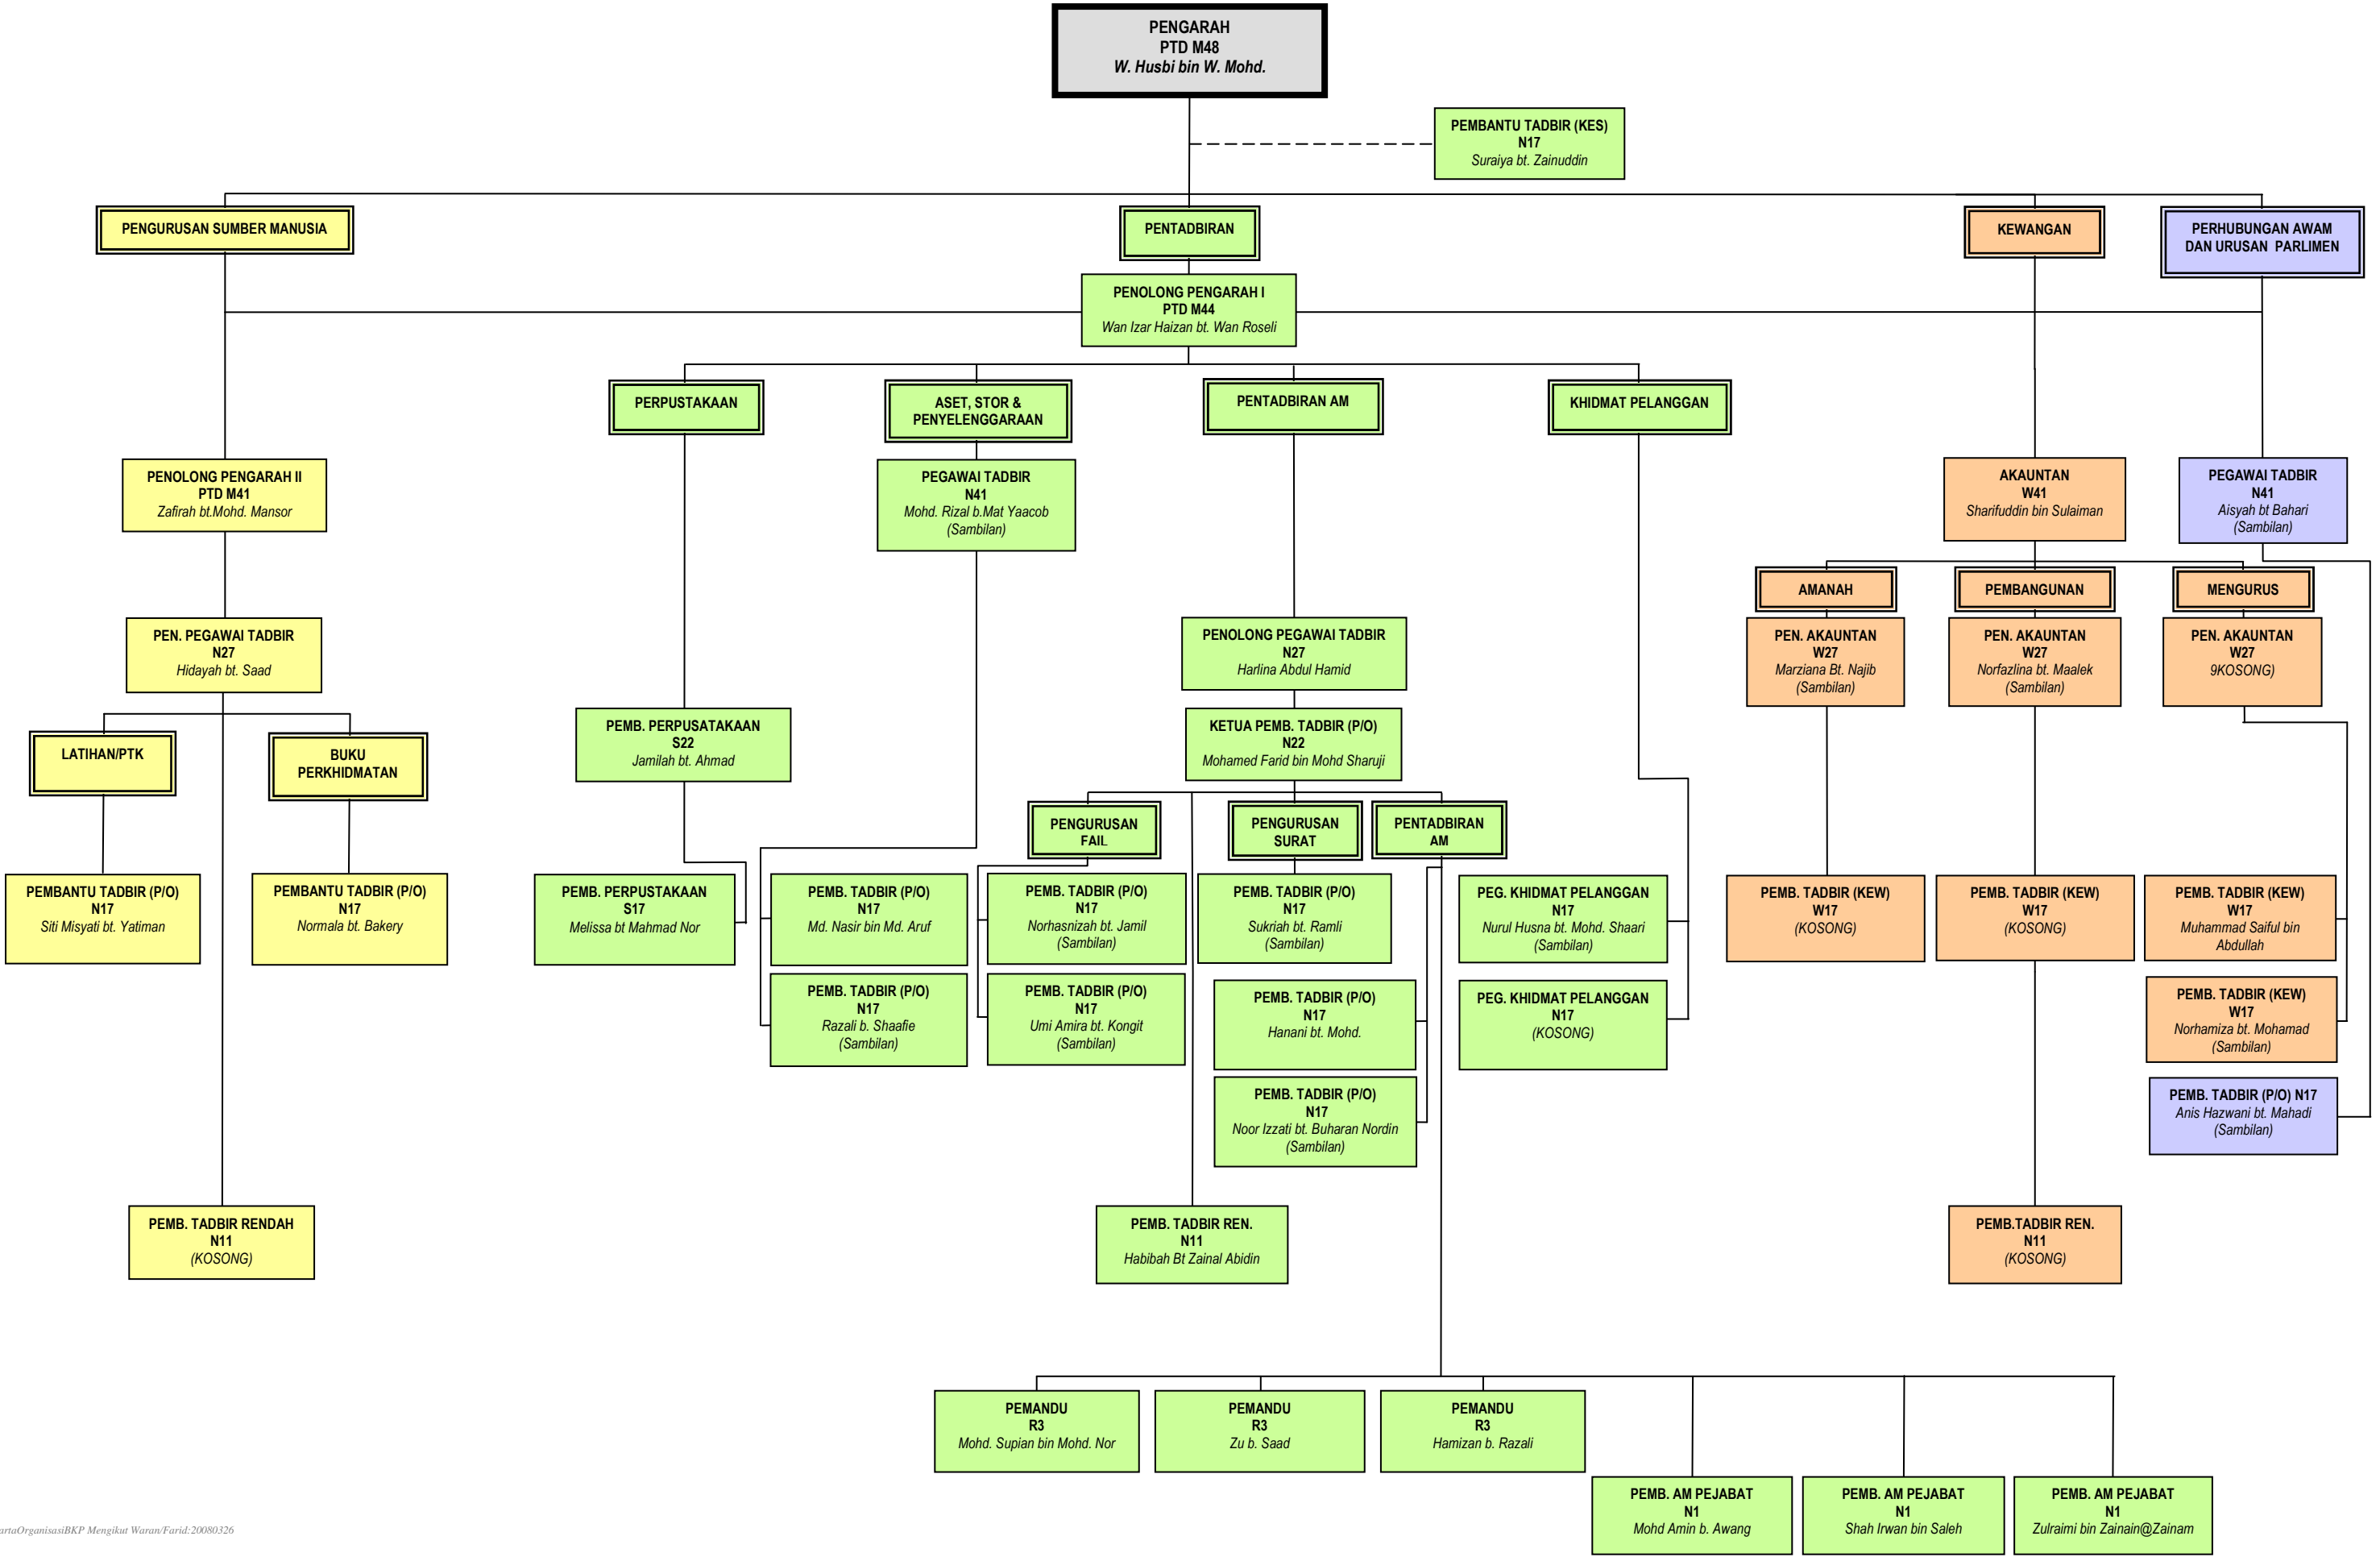 PENGARAH
PTD M48
W. Husbi bin W. Mohd.
PEMBANTU TADBIR (KES)
N17
Suraiya bt. Zainuddin
PENGURUSAN SUMBER MANUSIA
PENTADBIRAN
KEWANGAN
PERHUBUNGAN AWAM
DAN URUSAN PARLIMEN
PENOLONG PENGARAH I
PTD M44
Wan Izar Haizan bt. Wan Roseli
PERPUSTAKAAN
ASET, STOR &
PENYELENGGARAAN
PENTADBIRAN AM
KHIDMAT PELANGGAN
PENOLONG PENGARAH II
PTD M41
Zafirah bt.Mohd. Mansor
PEGAWAI TADBIR
N41
Mohd. Rizal b.Mat Yaacob
(Sambilan)
AKAUNTAN
W41
Sharifuddin bin Sulaiman
PEGAWAI TADBIR
N41
Aisyah bt Bahari
(Sambilan)
AMANAH
PEMBANGUNAN
MENGURUS
PEN. PEGAWAI TADBIR
N27
Hidayah bt. Saad
PENOLONG PEGAWAI TADBIR
N27
Harlina Abdul Hamid
PEN. AKAUNTAN
W27
Marziana Bt. Najib
(Sambilan)
PEN. AKAUNTAN
W27
Norfazlina bt. Maalek
(Sambilan)
PEN. AKAUNTAN
W27
9KOSONG)
PEMB. PERPUSATAKAAN
S22
Jamilah bt. Ahmad
KETUA PEMB. TADBIR (P/O)
N22
Mohamed Farid bin Mohd Sharuji
LATIHAN/PTK
BUKU
PERKHIDMATAN
PENGURUSAN
FAIL
PENGURUSAN
SURAT
PENTADBIRAN
AM
PEMBANTU TADBIR (P/O)
N17
Siti Misyati bt. Yatiman
PEMBANTU TADBIR (P/O)
N17
Normala bt. Bakery
PEMB. PERPUSTAKAAN
S17
Melissa bt Mahmad Nor
PEMB. TADBIR (P/O)
N17
Md. Nasir bin Md. Aruf
PEMB. TADBIR (P/O)
N17
Norhasnizah bt. Jamil
(Sambilan)
PEMB. TADBIR (P/O)
N17
Sukriah bt. Ramli
(Sambilan)
PEG. KHIDMAT PELANGGAN
N17
Nurul Husna bt. Mohd. Shaari
(Sambilan)
PEMB. TADBIR (KEW)
W17
(KOSONG)
PEMB. TADBIR (KEW)
W17
(KOSONG)
PEMB. TADBIR (KEW)
W17
Muhammad Saiful bin
Abdullah
PEMB. TADBIR (P/O)
N17
Razali b. Shaafie
(Sambilan)
PEMB. TADBIR (P/O)
N17
Umi Amira bt. Kongit
(Sambilan)
PEMB. TADBIR (P/O)
N17
Hanani bt. Mohd.
PEG. KHIDMAT PELANGGAN
N17
(KOSONG)
PEMB. TADBIR (KEW)
W17
Norhamiza bt. Mohamad
(Sambilan)
PEMB. TADBIR (P/O)
N17
Noor Izzati bt. Buharan Nordin
(Sambilan)
PEMB. TADBIR (P/O) N17
Anis Hazwani bt. Mahadi
(Sambilan)
PEMB. TADBIR RENDAH
N11
(KOSONG)
PEMB. TADBIR REN.
N11
Habibah Bt Zainal Abidin
PEMB.TADBIR REN.
N11
(KOSONG)
PEMANDU
R3
Mohd. Supian bin Mohd. Nor
PEMANDU
R3
Zu b. Saad
PEMANDU
R3
Hamizan b. Razali
PEMB. AM PEJABAT
N1
Mohd Amin b. Awang
PEMB. AM PEJABAT
N1
Shah Irwan bin Saleh
PEMB. AM PEJABAT
N1
Zulraimi bin Zainain@Zainam
artaOrganisasiBKP Mengikut Waran/Farid:20080326